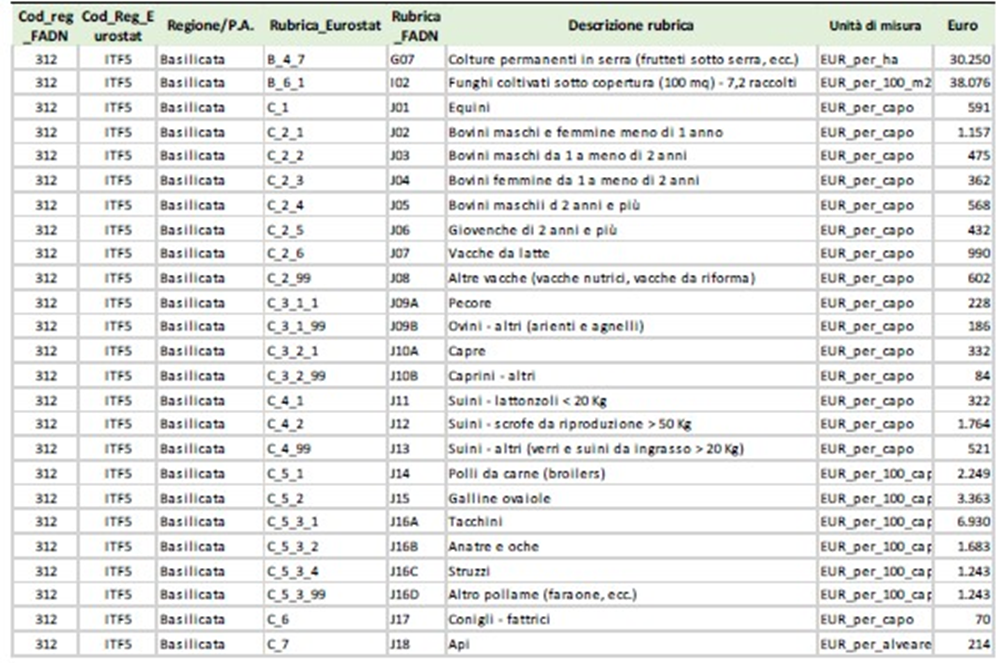 Cod_reg_FADN Cod_Reg_Eurostat Regione/P.A. Rubrica_Eurostat Rubrica_FADN Descrizione rubrica Unità di misura Euro
312 ITF5 Basilicata B_4_7 G07 Colture permanenti in serra (frutteti sotto serra, ecc.) EUR_per_ha 30.250
312 ITF5 Basilicata B_6_1 I02 Funghi coltivati sotto copertura (100 mq) - 7,2 raccolti EUR_per_100_m2 38.076
312 ITF5 Basilicata C_1 J01 Equini EUR_per_capo 591
312 ITF5 Basilicata C_2_1 J02 Bovini maschi e femmine meno di 1 anno EUR_per_capo 1.157
312 ITF5 Basilicata C_2_2 J03 Bovini maschi da 1 a meno di 2 anni EUR_per_capo 475
312 ITF5 Basilicata C_2_3 J04 Bovini femmine da 1 a meno di 2 anni EUR_per_capo 362
312 ITF5 Basilicata C_2_4 J05 Bovini maschii d 2 anni e più EUR_per_capo 568
312 ITF5 Basilicata C_2_5 J06 Giovenche di 2 anni e più EUR_per_capo 432
312 ITF5 Basilicata C_2_6 J07 Vacche da latte EUR_per_capo 990
312 ITF5 Basilicata C_2_99 J08 Altre vacche (vacche nutrici, vacche da riforma) EUR_per_capo 602
312 ITF5 Basilicata C_3_1_1 J09A Pecore EUR_per_capo 228
312 ITF5 Basilicata C_3_1_99 J09B Ovini - altri (arienti e agnelli) EUR_per_capo 186
312 ITF5 Basilicata C_3_2_1 J10A Capre EUR_per_capo 332
312 ITF5 Basilicata C_3_2_99 J10B Caprini - altri EUR_per_capo 84
312 ITF5 Basilicata C_4_1 J11 Suini - lattonzoli < 20 Kg EUR_per_capo 322
312 ITF5 Basilicata C_4_2 J12 Suini - scrofe da riproduzione > 50 Kg EUR_per_capo 1.764
312 ITF5 Basilicata C_4_99 J13 Suini - altri (verri e suini da ingrasso > 20 Kg) EUR_per_capo 521
312 ITF5 Basilicata C_5_1 J14 Polli da carne (broilers) EUR_per_100_cap 2.249
312 ITF5 Basilicata C_5_2 J15 Galline ovaiole EUR_per_100_cap 3.363
312 ITF5 Basilicata C_5_3_1 J16A Tacchini EUR_per_100_cap 6.930
312 ITF5 Basilicata C_5_3_2 J16B Anatre e oche EUR_per_100_cap 1.683
312 ITF5 Basilicata C_5_3_4 J16C Struzzi EUR_per_100_cap 1.243
312 ITF5 Basilicata C_5_3_99 J16D Altro pollame (faraone, ecc.) EUR_per_100_cap 1.243
312 ITF5 Basilicata C_6 J17 Conigli - fattrici EUR_per_capo 70
312 ITF5 Basilicata C_7 J18 Api EUR_per_alveare 214